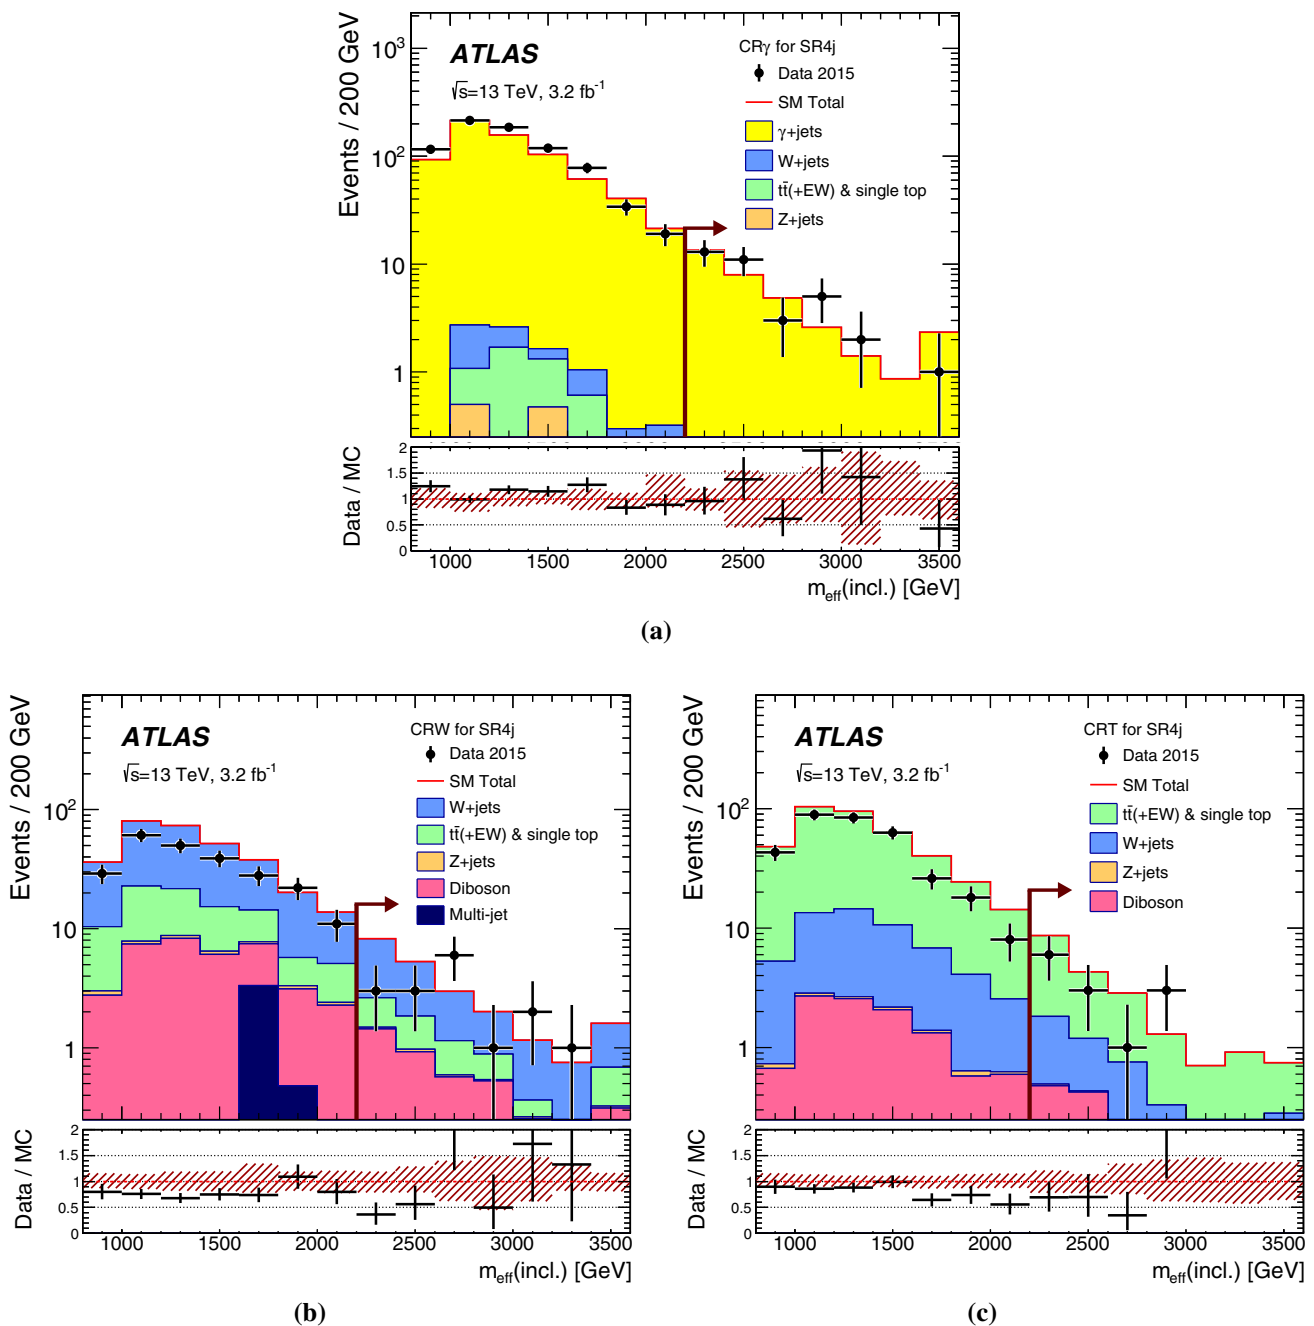 Events / 200 GeV
10³
10²
10
1
ATLAS
√s=13 TeV, 3.2 fb⁻¹
CRγ for SR4j
Data 2015
SM Total
γ+jets
W+jets
tt̄(+EW) & single top
Z+jets
Data / MC
2
1.5
1
0.5
0
1000 1500 2000 2500 3000 3500
m_eff(incl.) [GeV]
(a)
Events / 200 GeV
10²
10
1
ATLAS
√s=13 TeV, 3.2 fb⁻¹
CRW for SR4j
Data 2015
SM Total
W+jets
tt̄(+EW) & single top
Z+jets
Diboson
Multi-jet
Data / MC
2
1.5
1
0.5
0
1000 1500 2000 2500 3000 3500
m_eff(incl.) [GeV]
(b)
Events / 200 GeV
10²
10
1
ATLAS
√s=13 TeV, 3.2 fb⁻¹
CRT for SR4j
Data 2015
SM Total
tt̄(+EW) & single top
W+jets
Z+jets
Diboson
Data / MC
2
1.5
1
0.5
0
1000 1500 2000 2500 3000 3500
m_eff(incl.) [GeV]
(c)